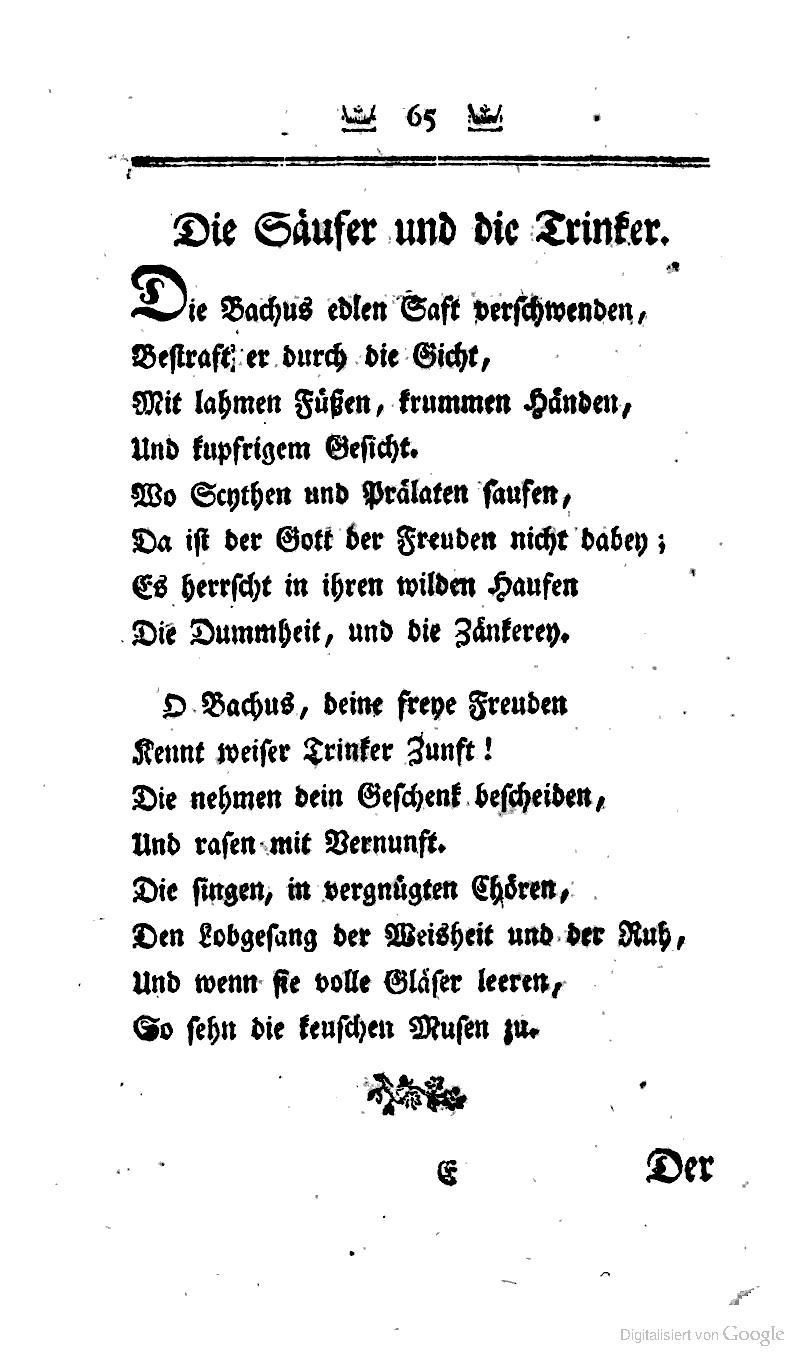 65
Die Säufer und die Trinker.
Die Bachus edlen Saft verschwenden,
Bestraft er durch die Gicht,
Mit lahmen Füßen, krummen Händen,
Und kupfrigem Gesicht.
Wo Scythen und Prälaten saufen,
Da ist der Gott der Freuden nicht dabey;
Es herrscht in ihren wilden Haufen
Die Dummheit, und die Zänkerey.
O Bachus, deine freye Freuden
Kennt weiser Trinker Zunft!
Die nehmen dein Geschenk bescheiden,
Und rasen mit Vernunft.
Die singen, in vergnügten Chören,
Den Lobgesang der Weisheit und der Ruh,
Und wenn sie volle Gläser leeren,
So sehn die keuschen Musen zu.
E Der
Digitalisiert von Google